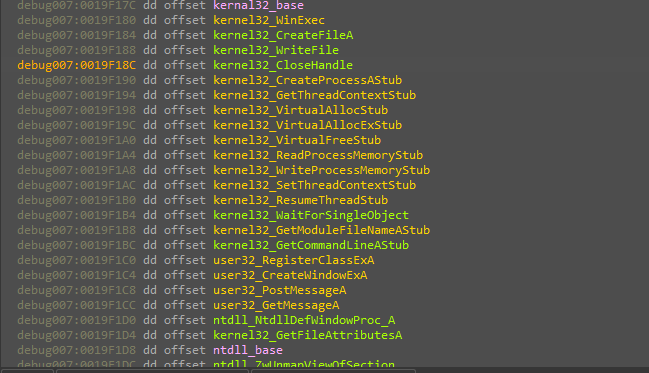 debug007:0019F17C dd offset kernal32_base
debug007:0019F180 dd offset kernel32_WinExec
debug007:0019F184 dd offset kernel32_CreateFileA
debug007:0019F188 dd offset kernel32_WriteFile
debug007:0019F18C dd offset kernel32_CloseHandle
debug007:0019F190 dd offset kernel32_CreateProcessAStub
debug007:0019F194 dd offset kernel32_GetThreadContextStub
debug007:0019F198 dd offset kernel32_VirtualAllocStub
debug007:0019F19C dd offset kernel32_VirtualAllocExStub
debug007:0019F1A0 dd offset kernel32_VirtualFreeStub
debug007:0019F1A4 dd offset kernel32_ReadProcessMemoryStub
debug007:0019F1A8 dd offset kernel32_WriteProcessMemoryStub
debug007:0019F1AC dd offset kernel32_SetThreadContextStub
debug007:0019F1B0 dd offset kernel32_ResumeThreadStub
debug007:0019F1B4 dd offset kernel32_WaitForSingleObject
debug007:0019F1B8 dd offset kernel32_GetModuleFileNameAStub
debug007:0019F1BC dd offset kernel32_GetCommandLineAStub
debug007:0019F1C0 dd offset user32_RegisterClassExA
debug007:0019F1C4 dd offset user32_CreateWindowExA
debug007:0019F1C8 dd offset user32_PostMessageA
debug007:0019F1CC dd offset user32_GetMessageA
debug007:0019F1D0 dd offset ntdll_NtdllDefWindowProc_A
debug007:0019F1D4 dd offset kernel32_GetFileAttributesA
debug007:0019F1D8 dd offset ntdll_base
debug007:0019F1DC dd offset ntdll_ZwUnmapViewOfSection